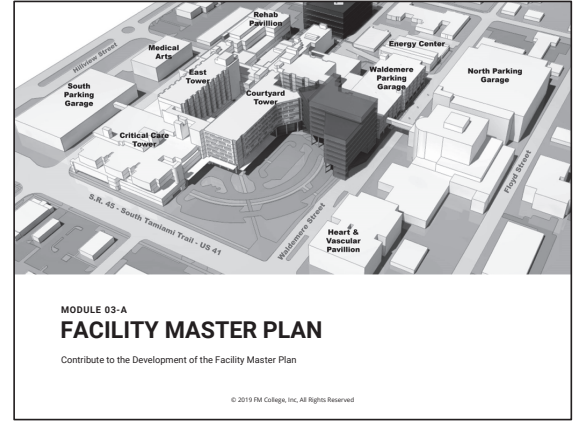 Rehab
Pavillion
Hillview Street
Medical
Arts
Energy Center
East
Tower
Waldemere
Parking
Garage
North Parking
Garage
South
Parking
Garage
Courtyard
Tower
Critical Care
Tower
Floyd Street
S.R. 45 - South Tamiami Trail - US 41
Waldemere Street
Heart &
Vascular
Pavillion
MODULE 03-A
FACILITY MASTER PLAN
Contribute to the Development of the Facility Master Plan
© 2019 FM College, Inc, All Rights Reserved